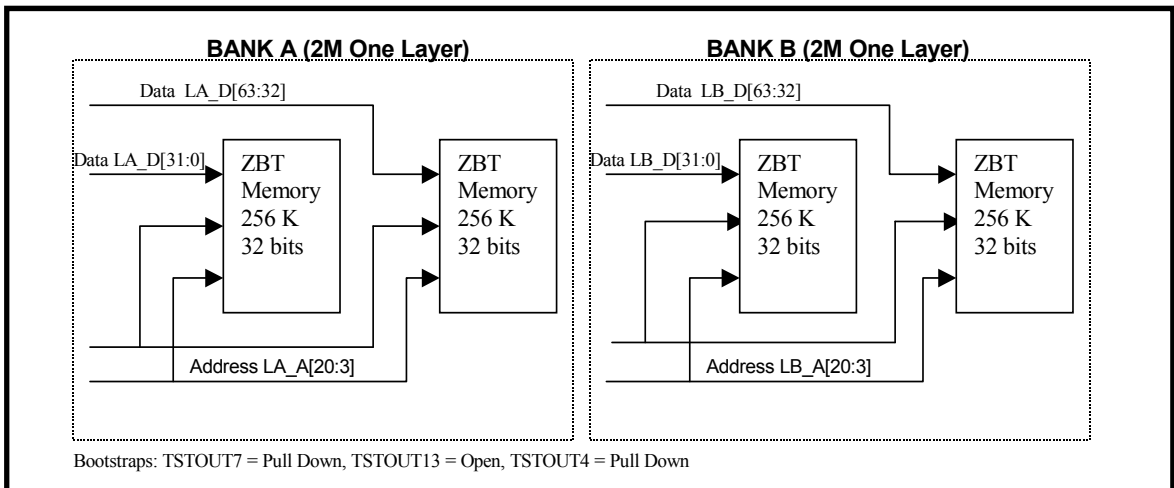 BANK A (2M One Layer)
Data LA_D[63:32]
Data LA_D[31:0]
ZBT
Memory
256 K
32 bits
ZBT
Memory
256 K
32 bits
Address LA_A[20:3]
BANK B (2M One Layer)
Data LB_D[63:32]
Data LB_D[31:0]
ZBT
Memory
256 K
32 bits
ZBT
Memory
256 K
32 bits
Address LB_A[20:3]
Bootstraps: TSTOUT7 = Pull Down, TSTOUT13 = Open, TSTOUT4 = Pull Down